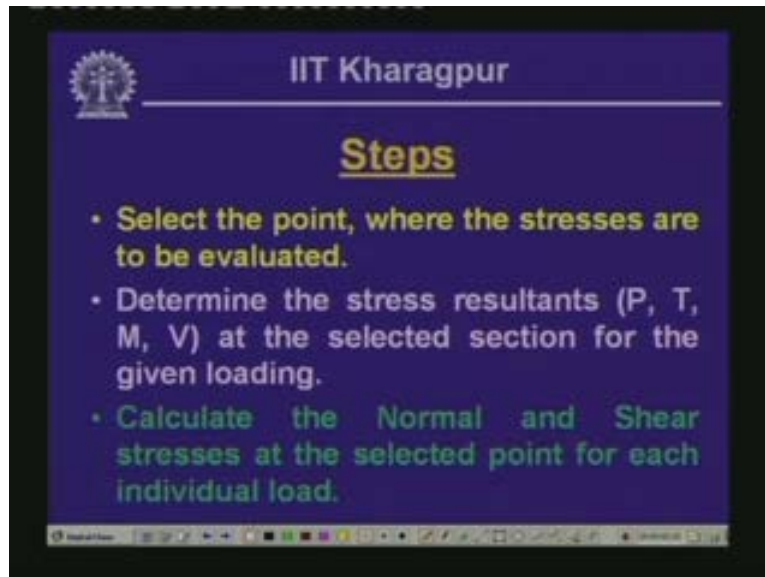 IIT Kharagpur
Steps
• Select the point, where the stresses are
to be evaluated.
• Determine the stress resultants (P, T,
M, V) at the selected section for the
given loading.
• Calculate the Normal and Shear
stresses at the selected point for each
individual load.